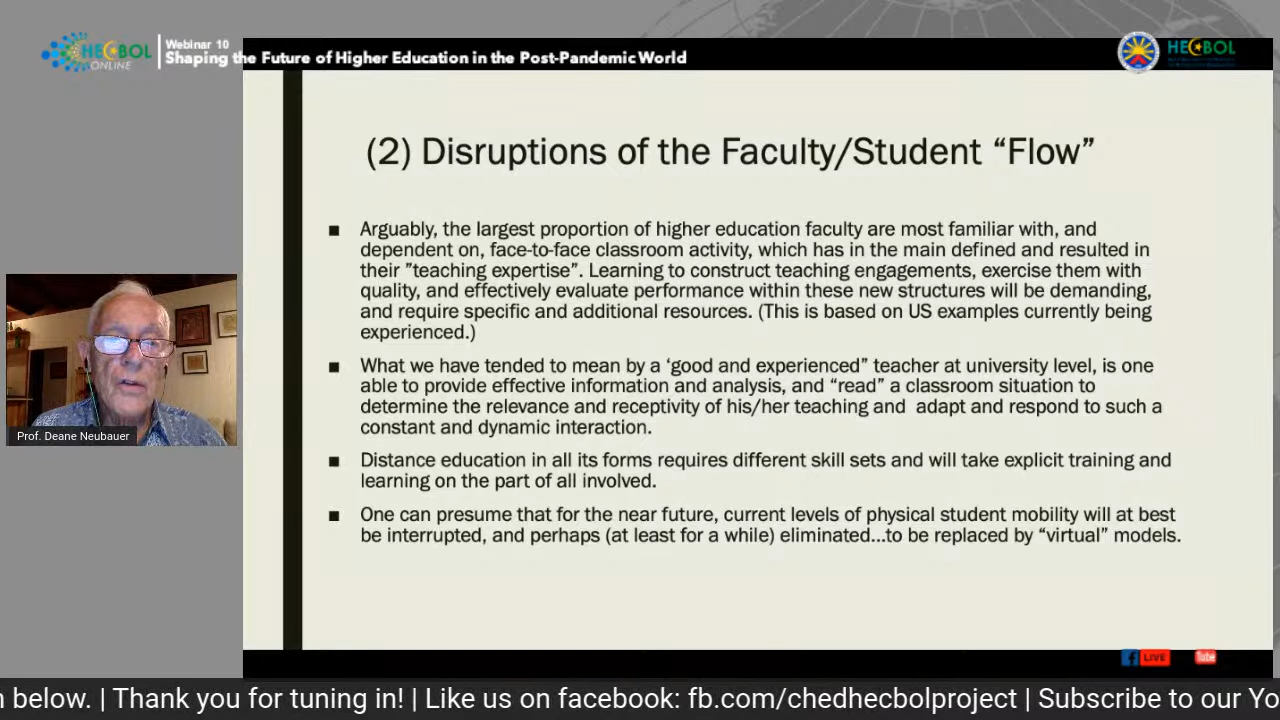 HECBOL
ONLINE
Webinar 10
Shaping the Future of Higher Education in the Post-Pandemic World
HECBOL
(2) Disruptions of the Faculty/Student “Flow”
■ Arguably, the largest proportion of higher education faculty are most familiar with, and
dependent on, face-to-face classroom activity, which has in the main defined and resulted in
their ”teaching expertise”. Learning to construct teaching engagements, exercise them with
quality, and effectively evaluate performance within these new structures will be demanding,
and require specific and additional resources. (This is based on US examples currently being
experienced.)
■ What we have tended to mean by a ‘good and experienced” teacher at university level, is one
able to provide effective information and analysis, and “read” a classroom situation to
determine the relevance and receptivity of his/her teaching and adapt and respond to such a
constant and dynamic interaction.
■ Distance education in all its forms requires different skill sets and will take explicit training and
learning on the part of all involved.
■ One can presume that for the near future, current levels of physical student mobility will at best
be interrupted, and perhaps (at least for a while) eliminated...to be replaced by “virtual” models.
Prof. Deane Neubauer
f LIVE
Tube
n below. | Thank you for tuning in! | Like us on facebook: fb.com/chedhecbolproject | Subscribe to our Yo